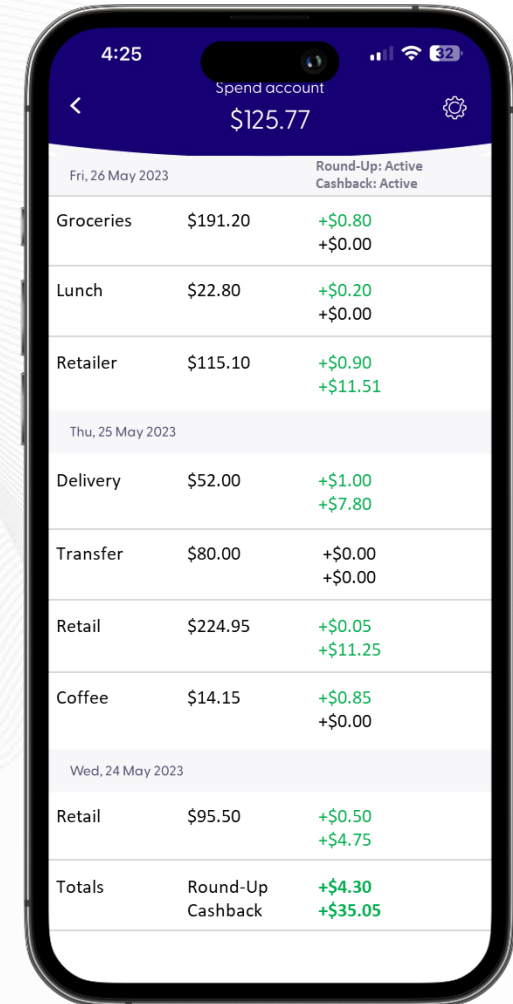 4:25
32
Spend account
$125.77
Fri, 26 May 2023
Round-Up: Active
Cashback: Active
Groceries $191.20 +$0.80
+$0.00
Lunch $22.80 +$0.20
+$0.00
Retailer $115.10 +$0.90
+$11.51
Thu, 25 May 2023
Delivery $52.00 +$1.00
+$7.80
Transfer $80.00 +$0.00
+$0.00
Retail $224.95 +$0.05
+$11.25
Coffee $14.15 +$0.85
+$0.00
Wed, 24 May 2023
Retail $95.50 +$0.50
+$4.75
Totals Round-Up +$4.30
Cashback +$35.05